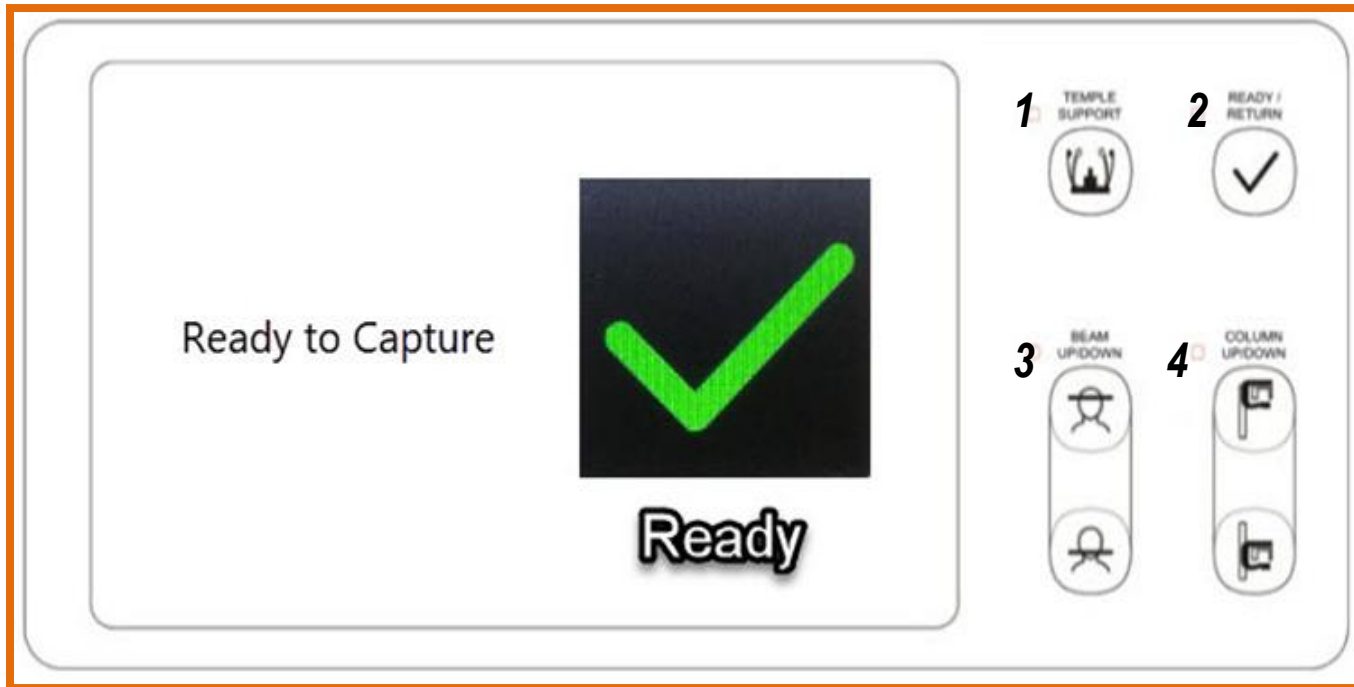 Ready to Capture
Ready
1
TEMPLE
SUPPORT
2
READY /
RETURN
3
BEAM
UP/DOWN
4
COLUMN
UP/DOWN